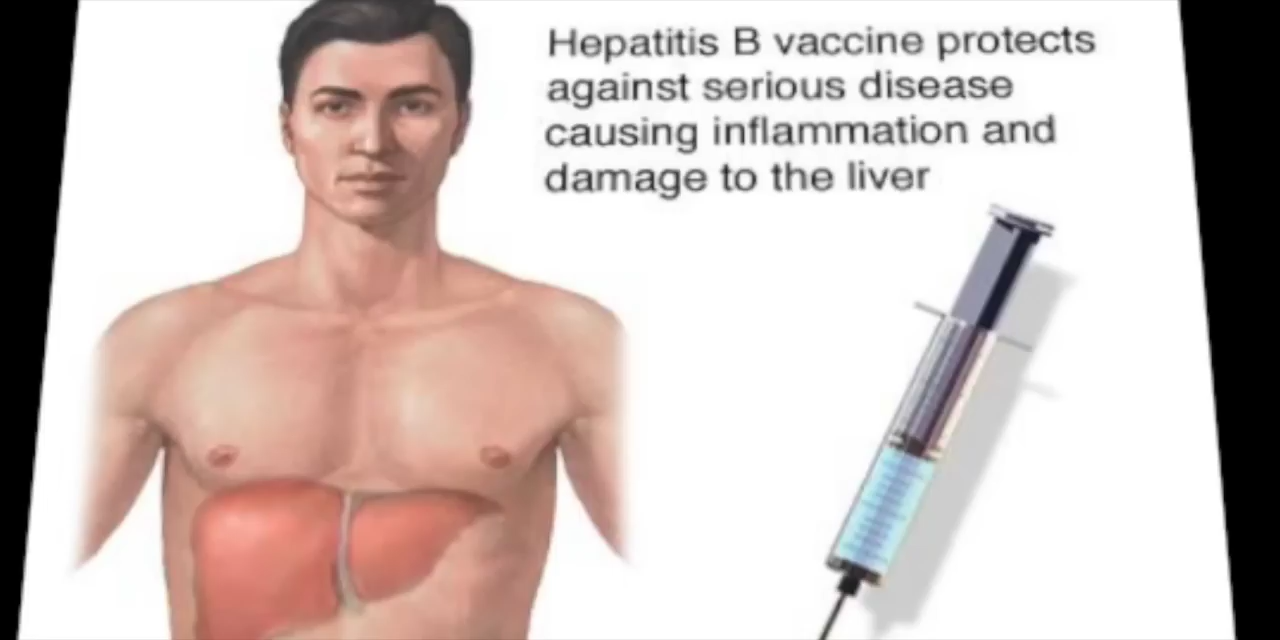 Hepatitis B vaccine protects
against serious disease
causing inflammation and
damage to the liver